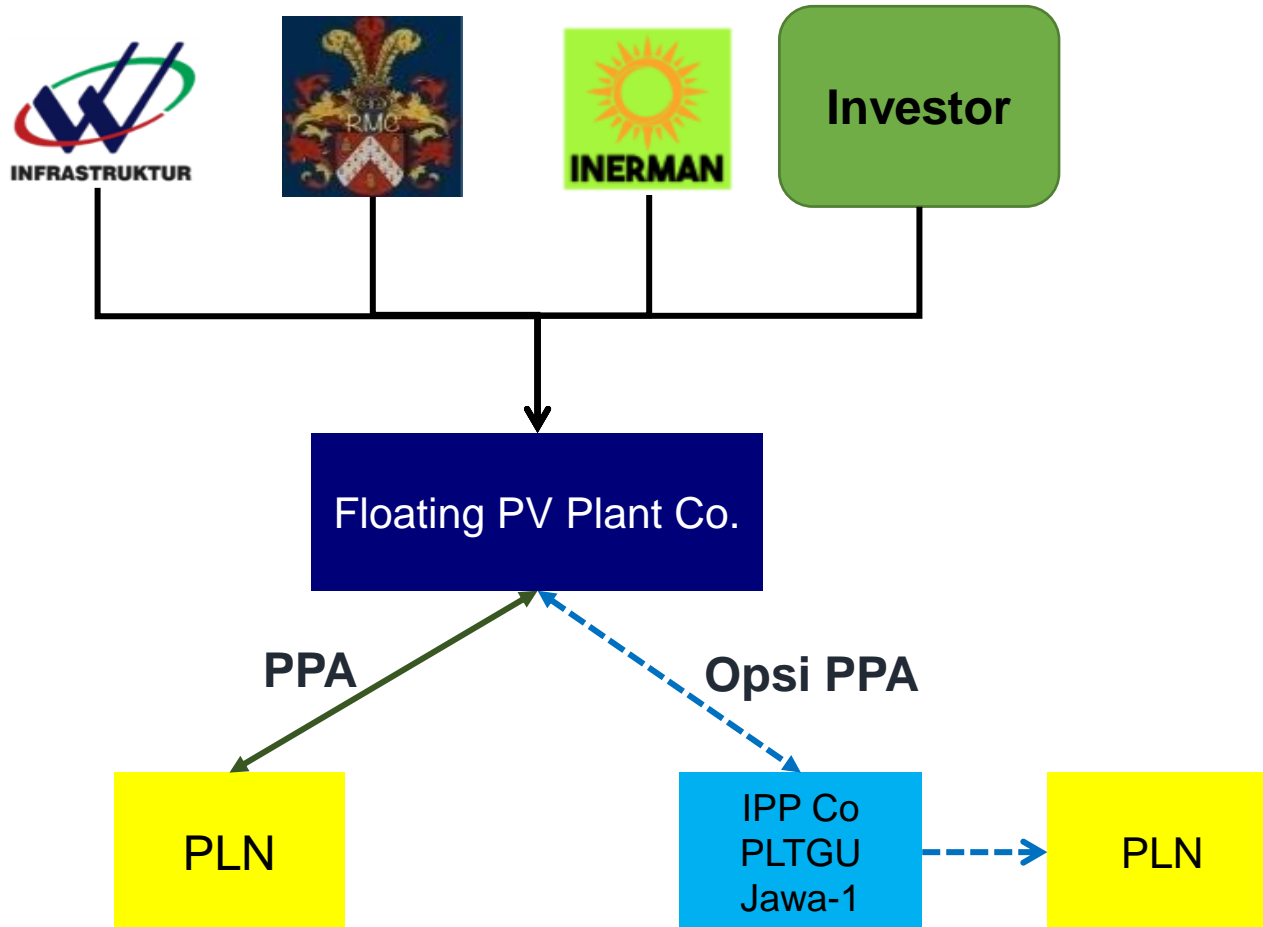 INFRASTRUKTUR
RMC
INERMAN
Investor
Floating PV Plant Co.
PPA
Opsi PPA
PLN
IPP Co
PLTGU
Jawa-1
PLN